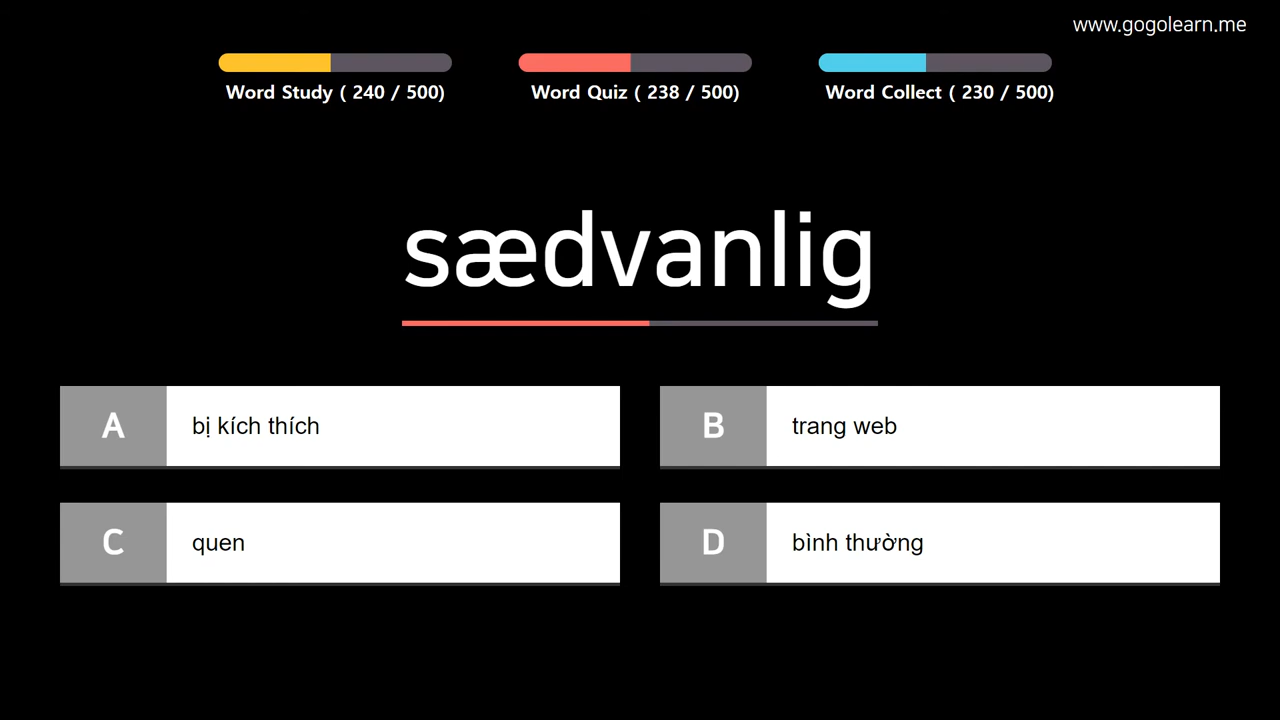 www.gogolearn.me
Word Study ( 240 / 500)
Word Quiz ( 238 / 500)
Word Collect ( 230 / 500)
sædvanlig
A bị kích thích
B trang web
C quen
D bình thường